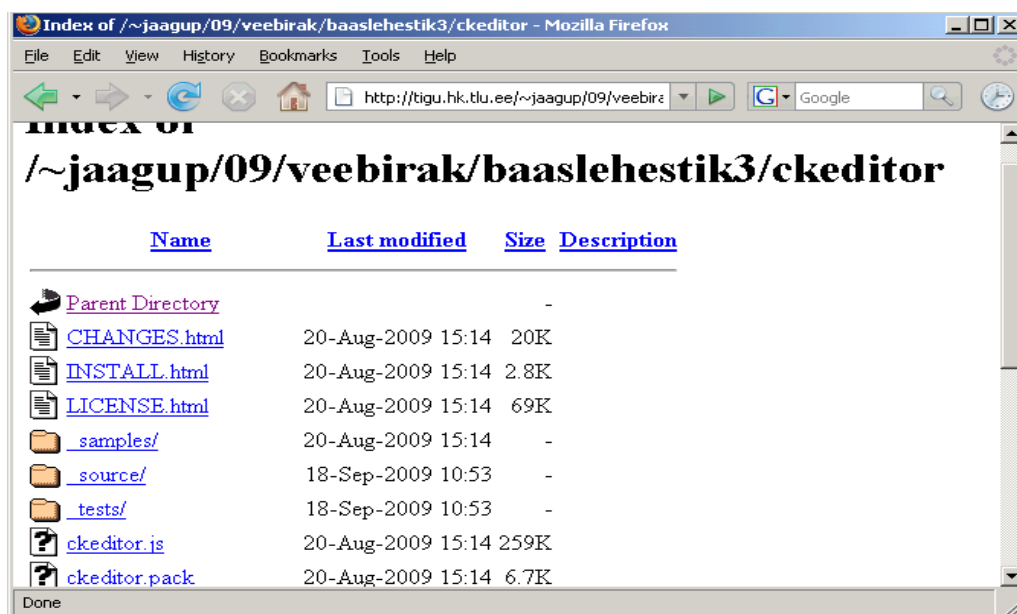 Index of /~jaagup/09/veebirak/baaslehestik3/ckeditor - Mozilla Firefox
File Edit View History Bookmarks Tools Help
http://tigu.hk.tlu.ee/~jaagup/09/veebira G Google
Index of
/~jaagup/09/veebirak/baaslehestik3/ckeditor
Name Last modified Size Description
Parent Directory -
CHANGES.html 20-Aug-2009 15:14 20K
INSTALL.html 20-Aug-2009 15:14 2.8K
LICENSE.html 20-Aug-2009 15:14 69K
_samples/ 20-Aug-2009 15:14 -
_source/ 18-Sep-2009 10:53 -
_tests/ 18-Sep-2009 10:53 -
ckeditor.js 20-Aug-2009 15:14 259K
ckeditor.pack 20-Aug-2009 15:14 6.7K
Done